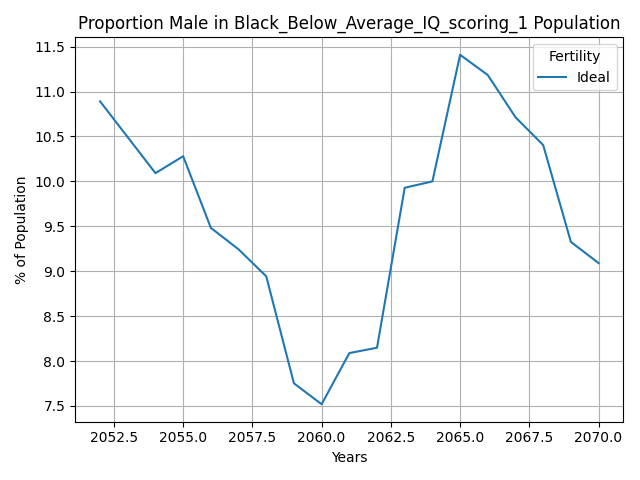 Proportion Male in Black_Below_Average_IQ_scoring_1 Population
Fertility
Ideal
11.5
11.0
10.5
10.0
9.5
9.0
8.5
8.0
7.5
% of Population
2052.5 2055.0 2057.5 2060.0 2062.5 2065.0 2067.5 2070.0
Years